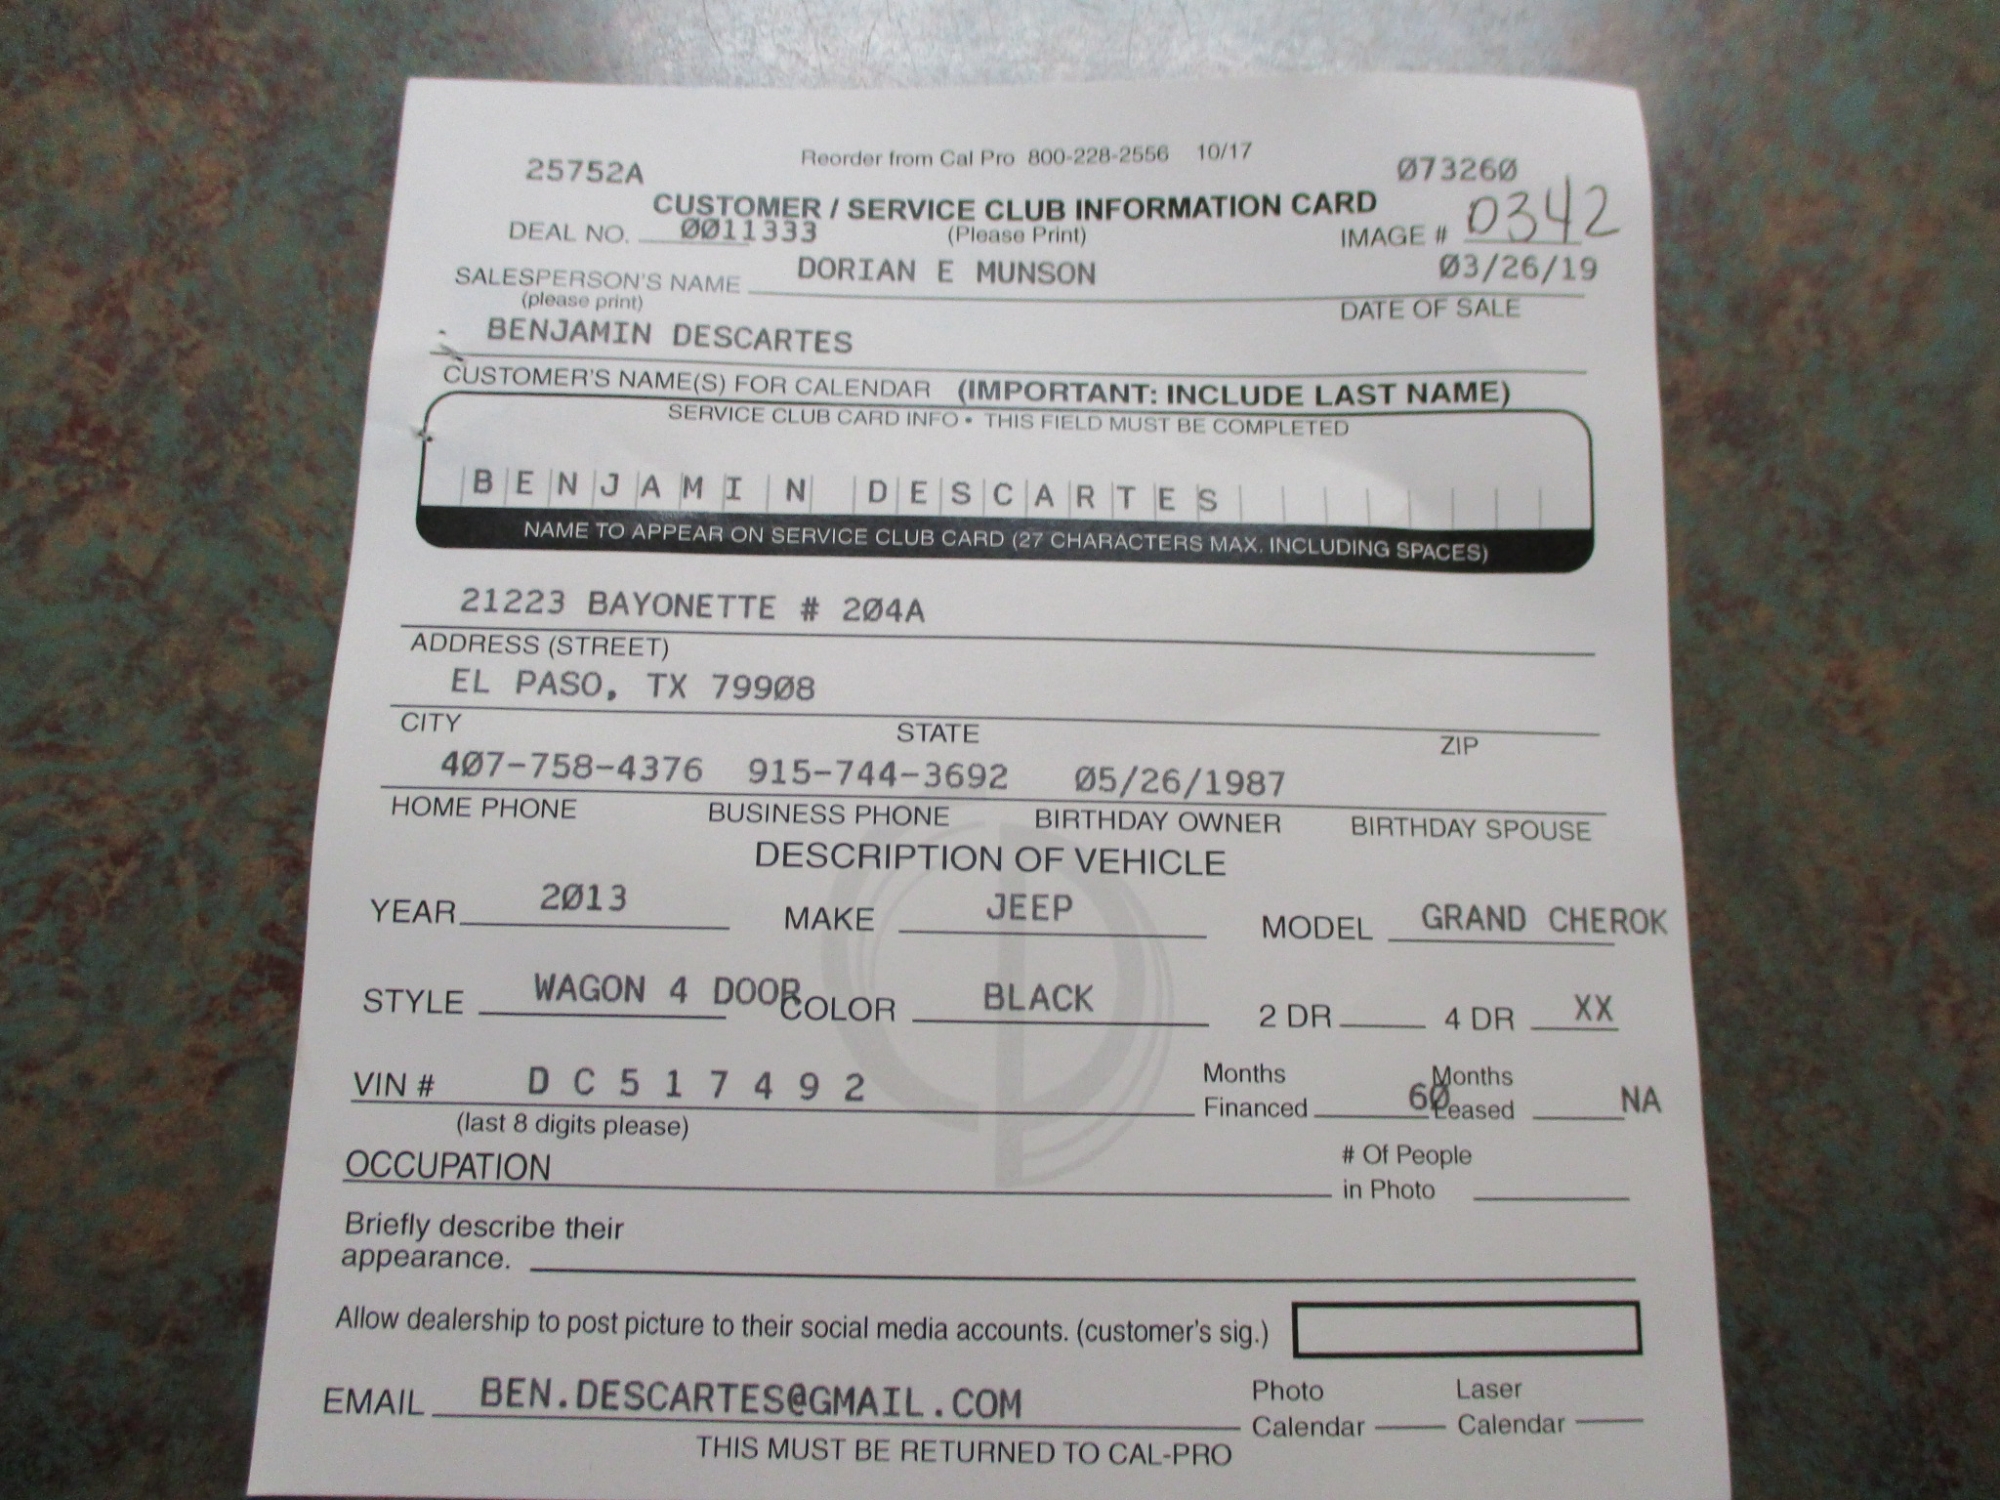 Reorder from Cal Pro 800-228-2556 10/17
25752A 073260
CUSTOMER / SERVICE CLUB INFORMATION CARD
DEAL NO. 0011333 (Please Print) IMAGE # 0342
SALESPERSON'S NAME DORIAN E MUNSON 03/26/19
(please print) DATE OF SALE
BENJAMIN DESCARTES
CUSTOMER'S NAME(S) FOR CALENDAR (IMPORTANT: INCLUDE LAST NAME)
SERVICE CLUB CARD INFO • THIS FIELD MUST BE COMPLETED
BENJAMIN DESCARTES
NAME TO APPEAR ON SERVICE CLUB CARD (27 CHARACTERS MAX. INCLUDING SPACES)
21223 BAYONETTE # 204A
ADDRESS (STREET)
EL PASO, TX 79908
CITY STATE ZIP
407-758-4376 915-744-3692 05/26/1987
HOME PHONE BUSINESS PHONE BIRTHDAY OWNER BIRTHDAY SPOUSE
DESCRIPTION OF VEHICLE
YEAR 2013 MAKE JEEP MODEL GRAND CHEROK
STYLE WAGON 4 DOOR COLOR BLACK 2 DR 4 DR XX
VIN # D C 5 1 7 4 9 2 Months Financed 60 Months Leased NA
(last 8 digits please)
OCCUPATION # Of People in Photo
Briefly describe their
appearance.
Allow dealership to post picture to their social media accounts. (customer's sig.)
EMAIL BEN.DESCARTES@GMAIL.COM Photo Calendar Laser Calendar
THIS MUST BE RETURNED TO CAL-PRO